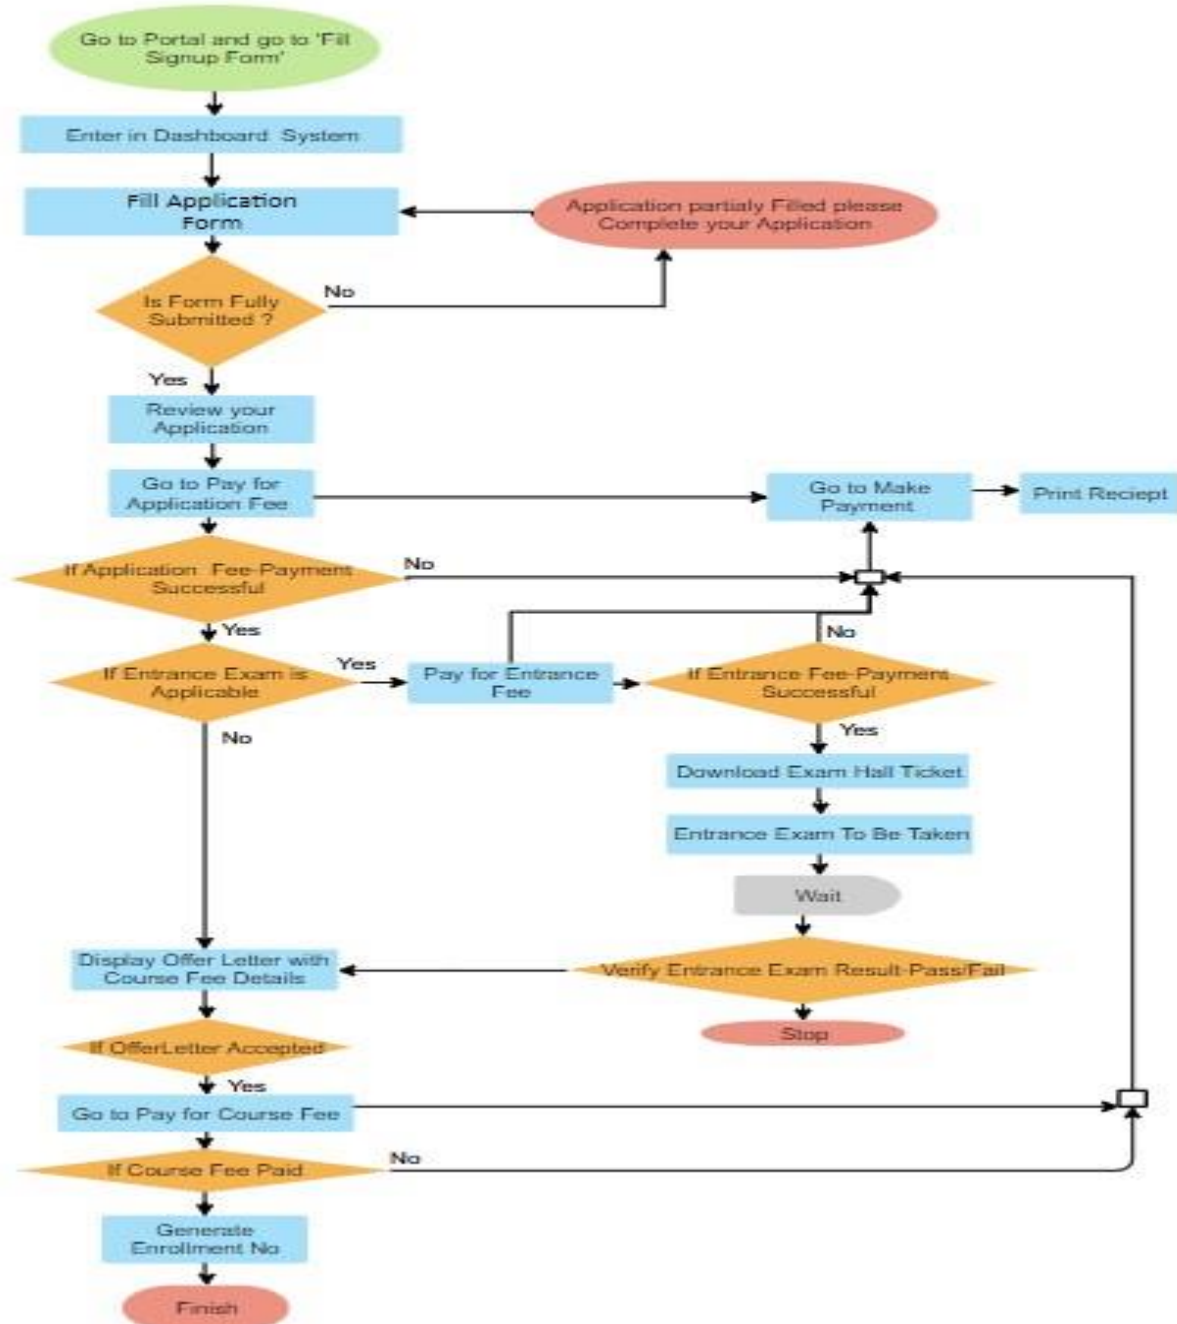 Go to Portal and go to 'Fill
Signup Form'
Enter in Dashboard System
Fill Application
Form
Application partialy Filled please
Complete your Application
Is Form Fully
Submitted ?
No
Yes
Review your
Application
Go to Pay for
Application Fee
Go to Make
Payment
Print Reciept
If Application Fee-Payment
Successful
No
Yes
If Entrance Exam is
Applicable
Yes
Pay for Entrance
Fee
No
If Entrance Fee-Payment
Successful
No
Yes
Download Exam Hall Ticket
Entrance Exam To Be Taken
Wait
Display Offer Letter with
Course Fee Details
Verify Entrance Exam Result-Pass/Fail
Stop
If OfferLetter Accepted
Yes
Go to Pay for Course Fee
If Course Fee Paid
No
Generate
Enrollment No
Finish